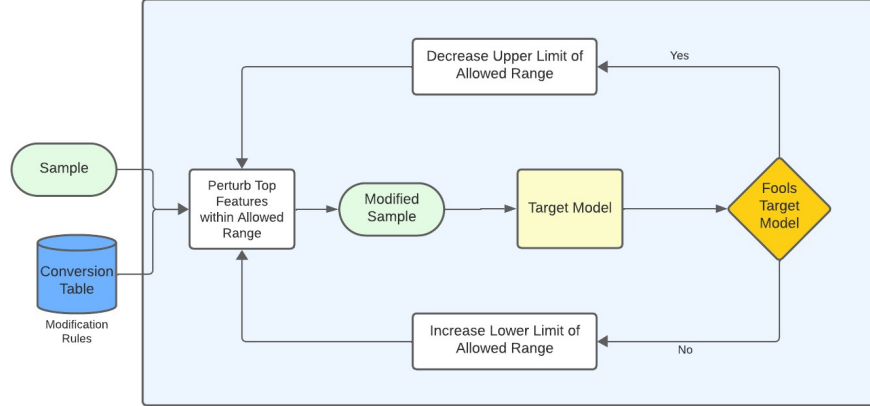 Decrease Upper Limit of
Allowed Range
Yes
Sample
Conversion
Table
Modification
Rules
Perturb Top
Features
within Allowed
Range
Modified
Sample
Target Model
Fools
Target
Model
Increase Lower Limit of
Allowed Range
No